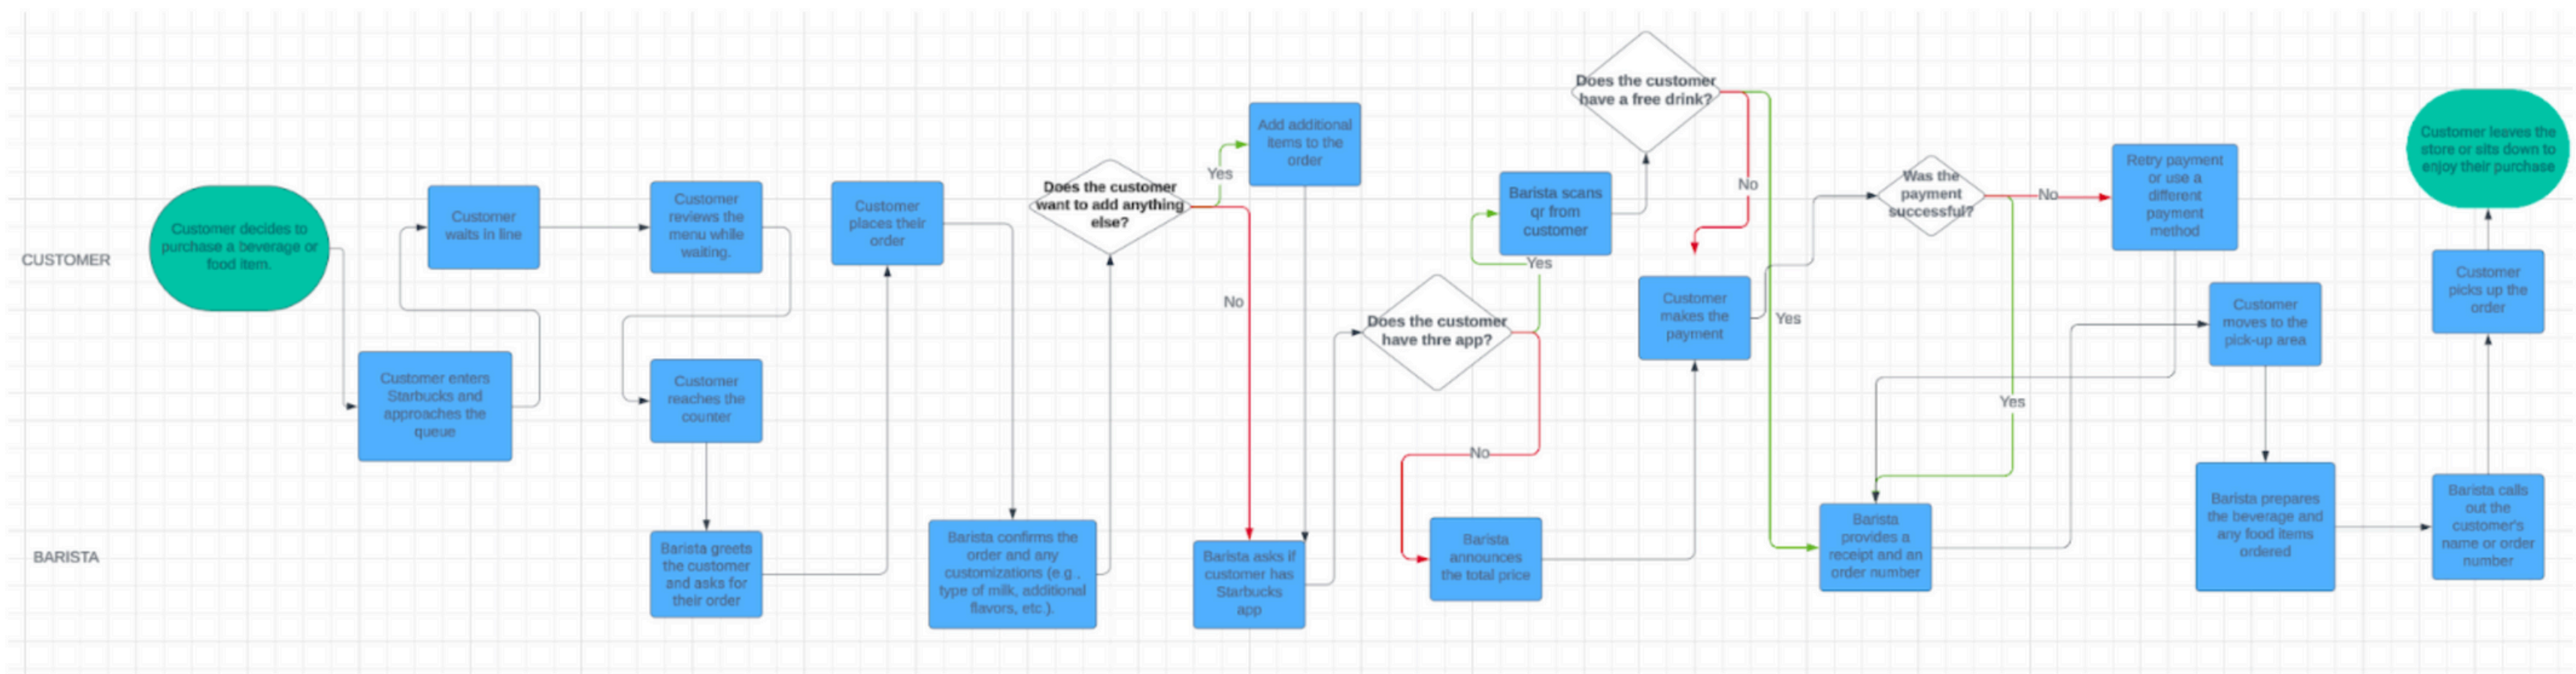 CUSTOMER
Customer decides to
purchase a beverage or
food item.
Customer enters
Starbucks and
approaches the
queue
Customer
waits in line
Customer
reviews the
menu while
waiting.
Customer
reaches the
counter
BARISTA
Barista greets
the customer
and asks for
their order
Customer
places their
order
Barista confirms the
order and any
customizations (e.g.,
type of milk, additional
flavors, etc.).
Does the customer
want to add anything
else?
Yes
Add additional
items to the
order
No
Barista asks if
customer has
Starbucks
app
Does the customer
have thre app?
Yes
Barista scans
qr from
customer
No
Barista
announces
the total price
Does the customer
have a free drink?
No
Yes
Customer
makes the
payment
Was the
payment
successful?
No
Retry payment
or use a
different
payment
method
Yes
Barista
provides a
receipt and an
order number
Customer
moves to the
pick-up area
Barista prepares
the beverage and
any food items
ordered
Barista calls
out the
customer's
name or order
number
Customer
picks up the
order
Customer leaves the
store or sits down to
enjoy their purchase